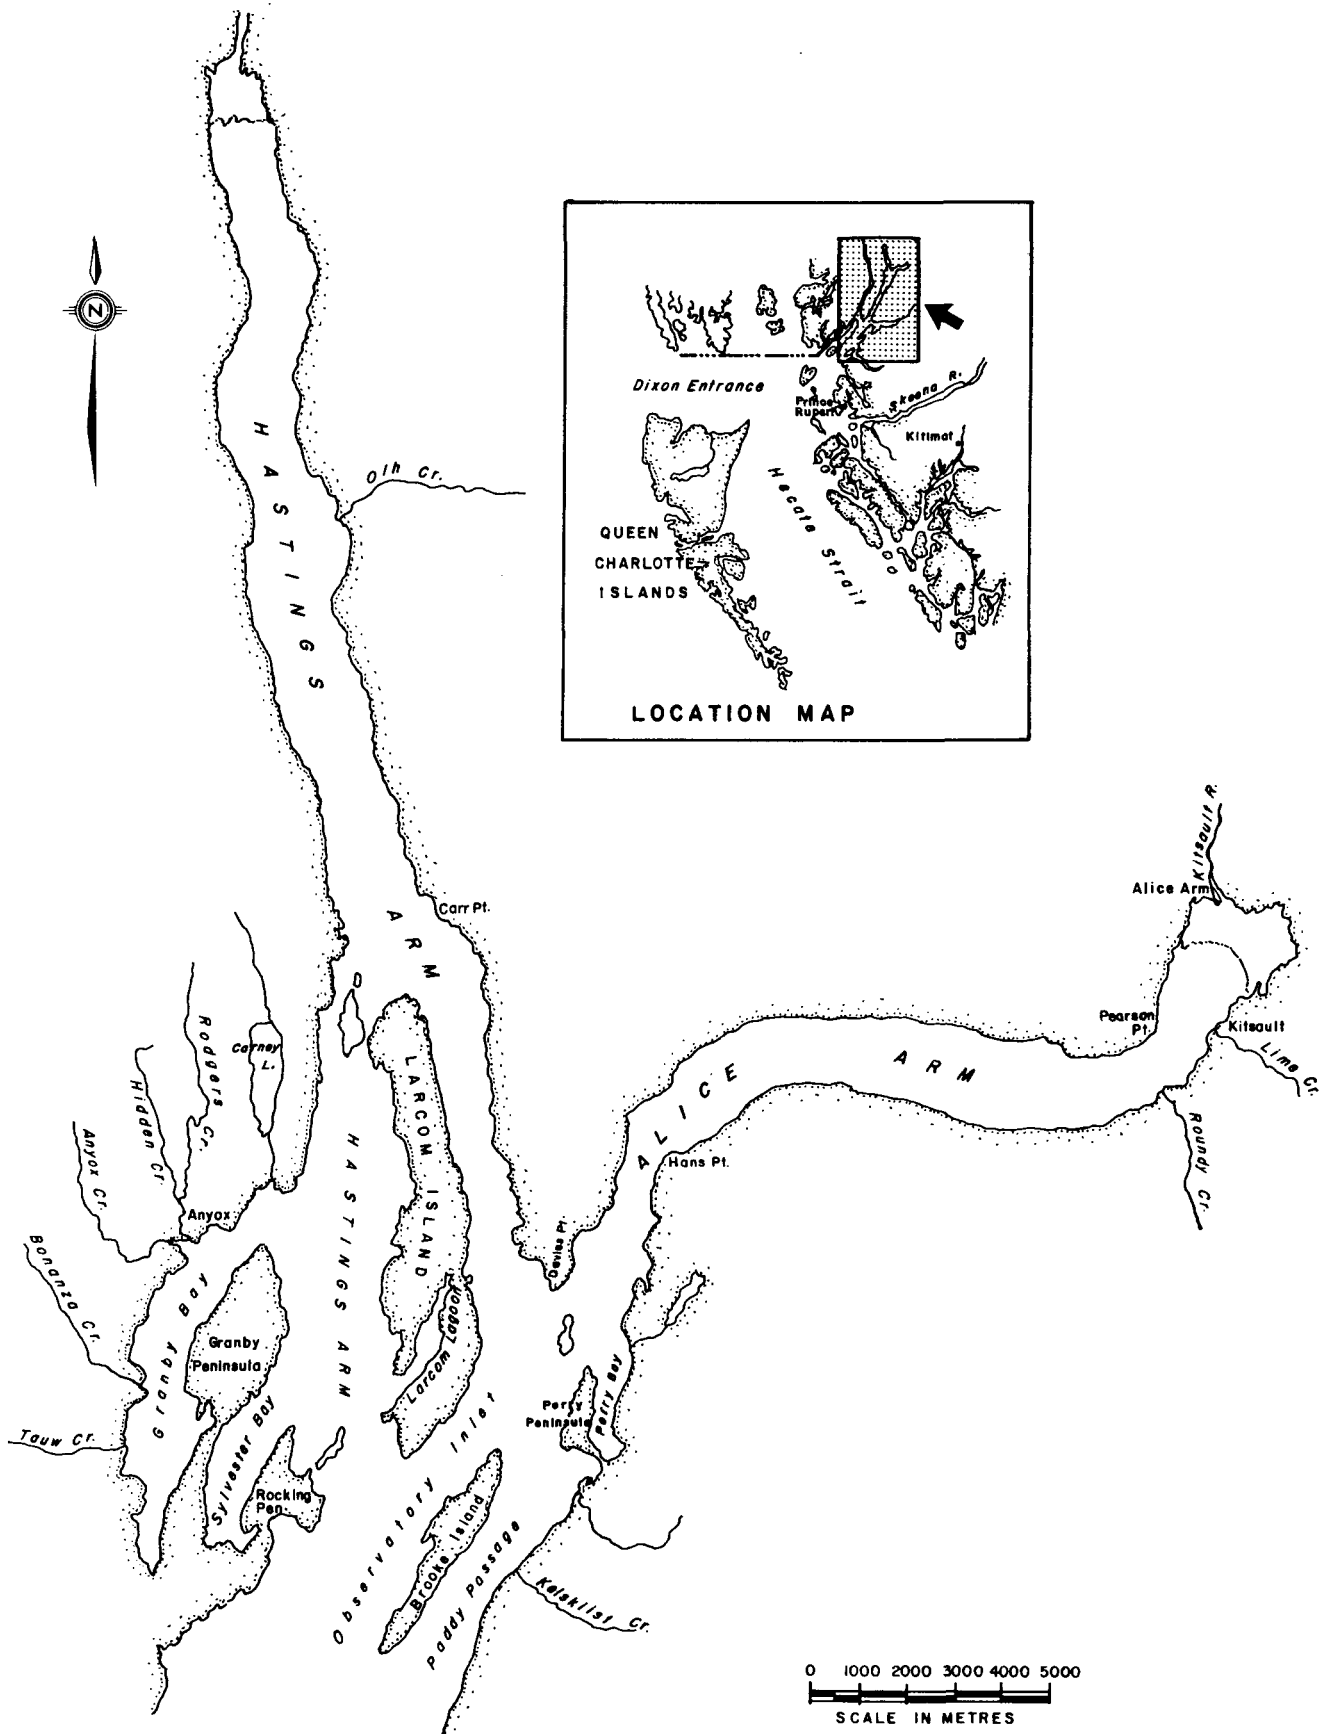 N
Dixon Entrance
Prince
Rupert
Skeena R.
Kitimat
Hecate Strait
QUEEN
CHARLOTTE
ISLANDS
LOCATION MAP
HASTINGS
Olh Cr.
ARM
Carr Pt.
Kitsault R.
Alice Arm
Pearson
Pt.
Kitsault
Lime Cr.
Roundy Cr.
ALICE ARM
Hans Pt.
Davies Pt.
Carney
L.
Rodgers Cr.
Hidden Cr.
Anyox Cr.
Anyox
Bonanza Cr.
Tauw Cr.
Granby Bay
Granby
Peninsula
Sylvester Bay
Rocking
Pen.
HASTINGS ARM
LARCOM ISLAND
Larcom Lagoon
Observatory Inlet
Brooke Island
Paddy Passage
Perry
Peninsula
Perry Bay
Kelskiist Cr.
0 1000 2000 3000 4000 5000
SCALE IN METRES